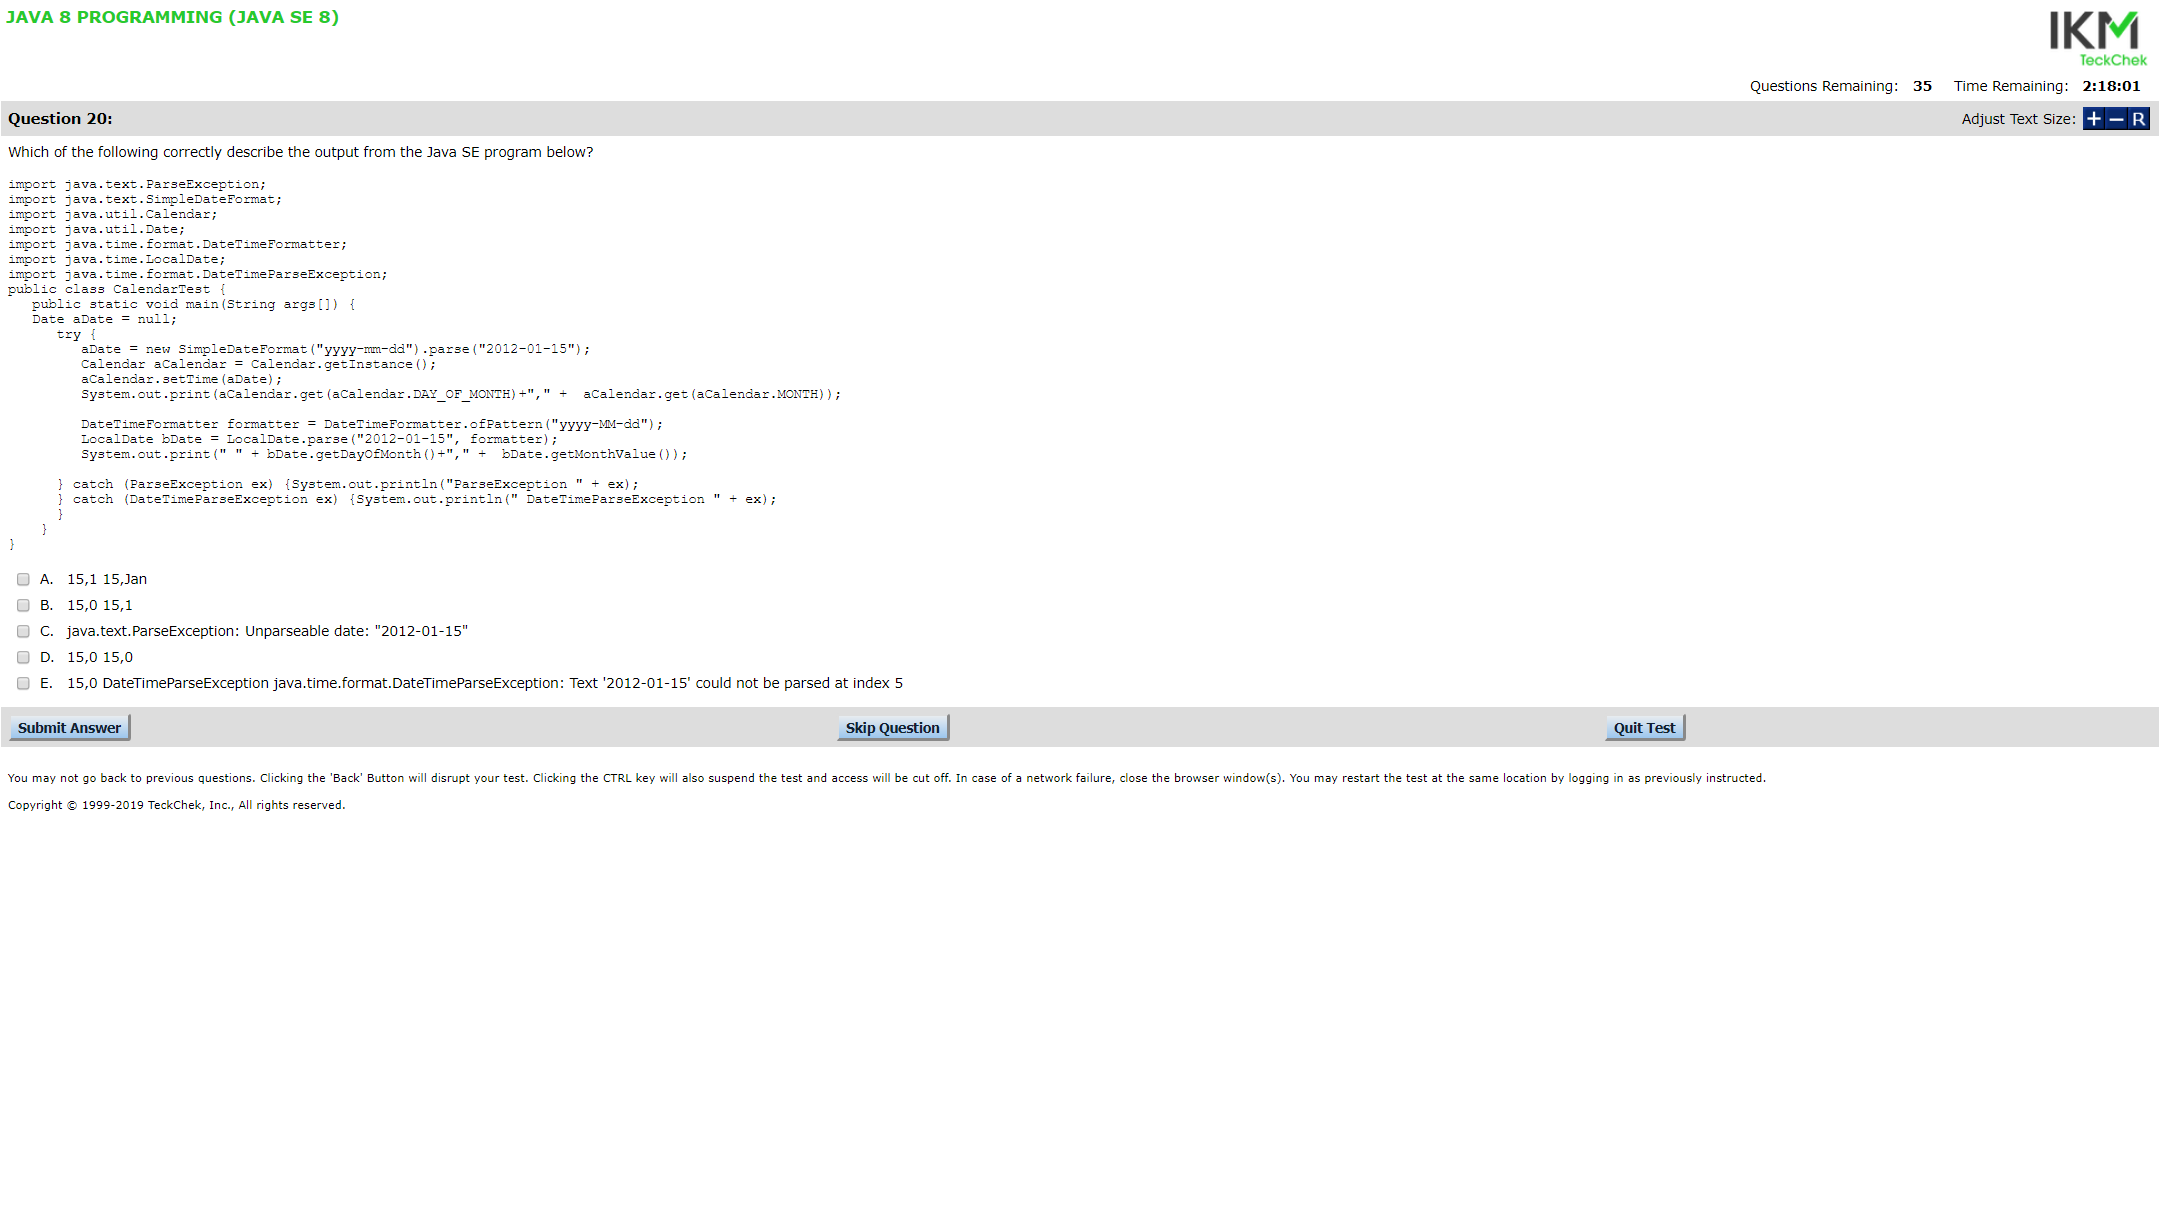 JAVA 8 PROGRAMMING (JAVA SE 8)
IKM
TeckChek
Questions Remaining: 35 Time Remaining: 2:18:01
Question 20:
Adjust Text Size: + − R
Which of the following correctly describe the output from the Java SE program below?
import java.text.ParseException;
import java.text.SimpleDateFormat;
import java.util.Calendar;
import java.util.Date;
import java.time.format.DateTimeFormatter;
import java.time.LocalDate;
import java.time.format.DateTimeParseException;
public class CalendarTest {
   public static void main(String args[]) {
   Date aDate = null;
      try {
         aDate = new SimpleDateFormat("yyyy-mm-dd").parse("2012-01-15");
         Calendar aCalendar = Calendar.getInstance();
         aCalendar.setTime(aDate);
         System.out.print(aCalendar.get(aCalendar.DAY_OF_MONTH)+"," +  aCalendar.get(aCalendar.MONTH));
         DateTimeFormatter formatter = DateTimeFormatter.ofPattern("yyyy-MM-dd");
         LocalDate bDate = LocalDate.parse("2012-01-15", formatter);
         System.out.print(" " + bDate.getDayOfMonth()+"," +  bDate.getMonthValue());
      } catch (ParseException ex) {System.out.println("ParseException " + ex);
      } catch (DateTimeParseException ex) {System.out.println(" DateTimeParseException " + ex);
      }
    }
}
A. 15,1 15,Jan
B. 15,0 15,1
C. java.text.ParseException: Unparseable date: "2012-01-15"
D. 15,0 15,0
E. 15,0 DateTimeParseException java.time.format.DateTimeParseException: Text '2012-01-15' could not be parsed at index 5
Submit Answer
Skip Question
Quit Test
You may not go back to previous questions. Clicking the 'Back' Button will disrupt your test. Clicking the CTRL key will also suspend the test and access will be cut off. In case of a network failure, close the browser window(s). You may restart the test at the same location by logging in as previously instructed.
Copyright © 1999-2019 TeckChek, Inc., All rights reserved.